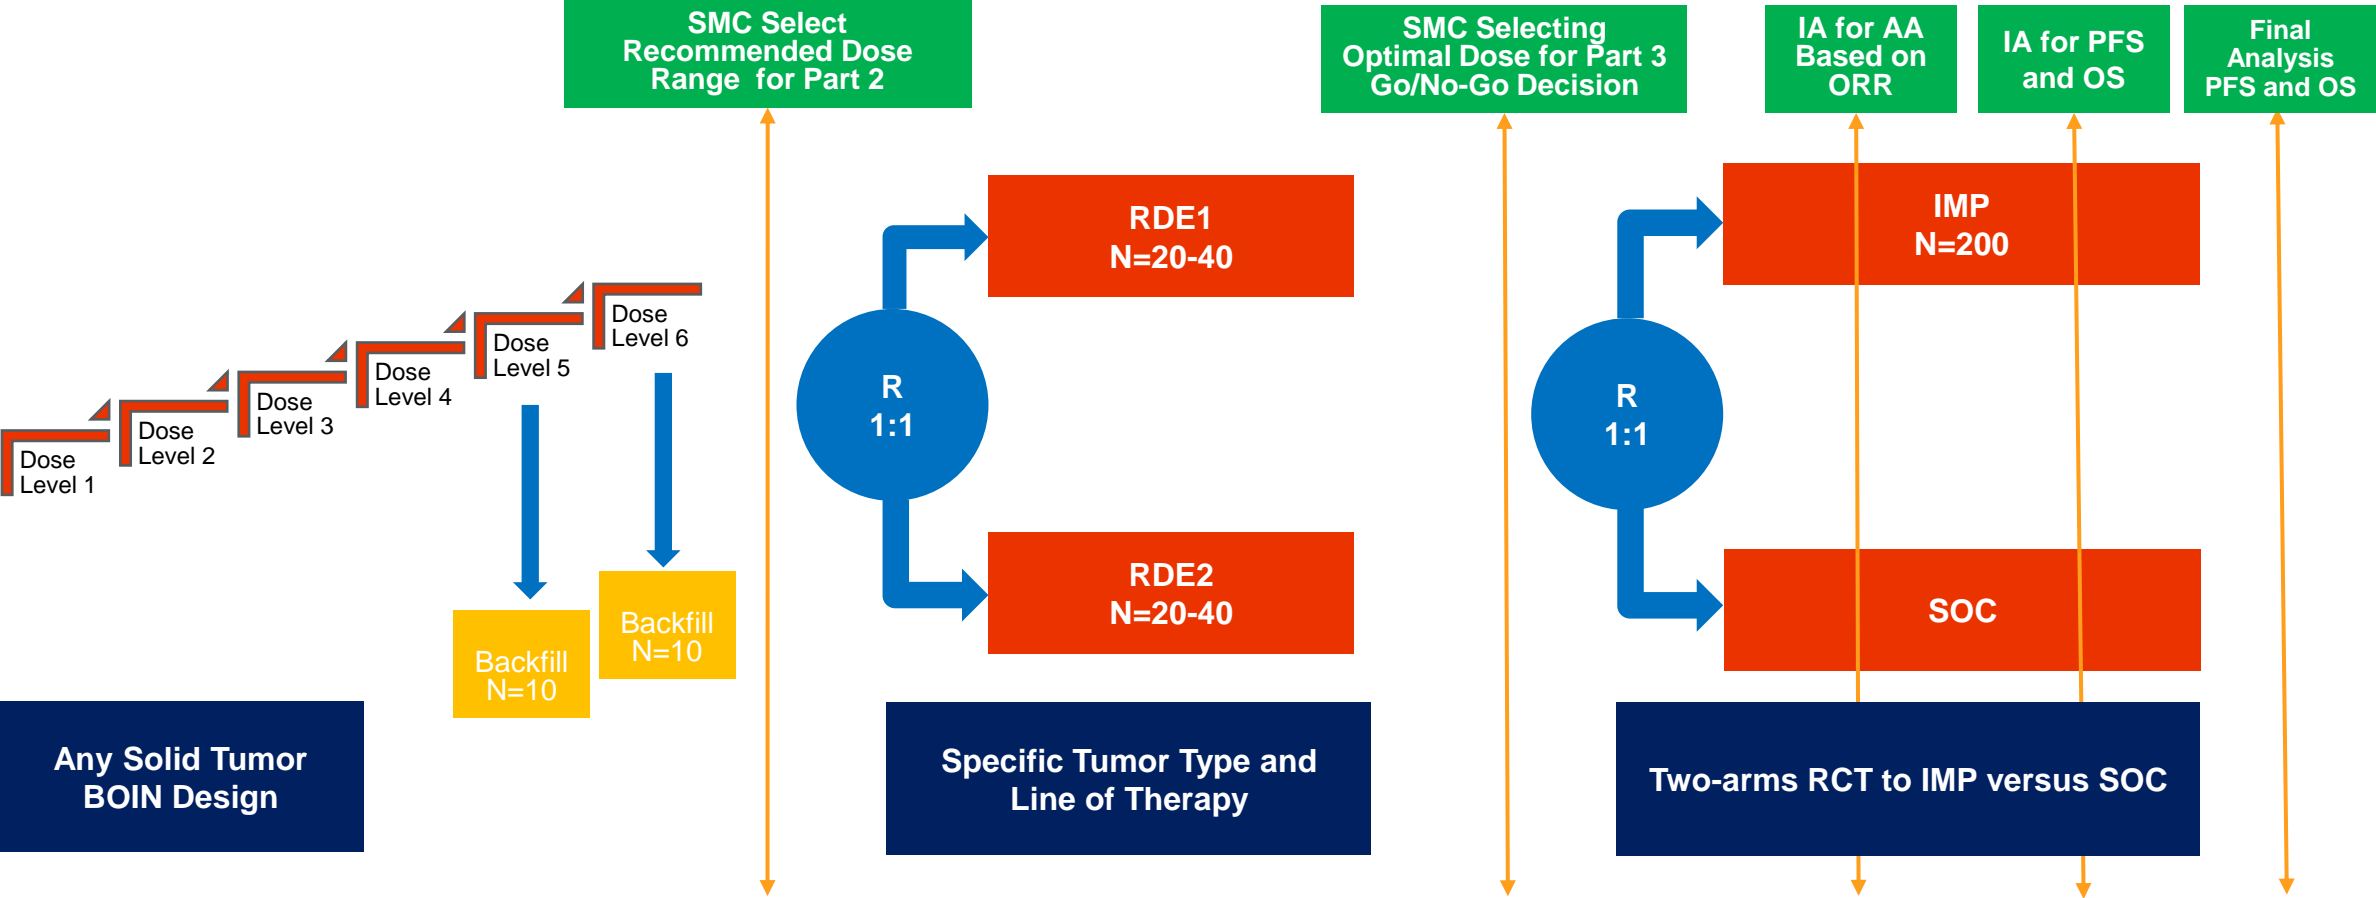 SMC Select
Recommended Dose
Range for Part 2
SMC Selecting
Optimal Dose for Part 3
Go/No-Go Decision
IA for AA
Based on
ORR
IA for PFS
and OS
Final
Analysis
PFS and OS
Dose
Level 1
Dose
Level 2
Dose
Level 3
Dose
Level 4
Dose
Level 5
Dose
Level 6
Backfill
N=10
Backfill
N=10
Any Solid Tumor
BOIN Design
R
1:1
RDE1
N=20-40
RDE2
N=20-40
Specific Tumor Type and
Line of Therapy
R
1:1
IMP
N=200
SOC
Two-arms RCT to IMP versus SOC